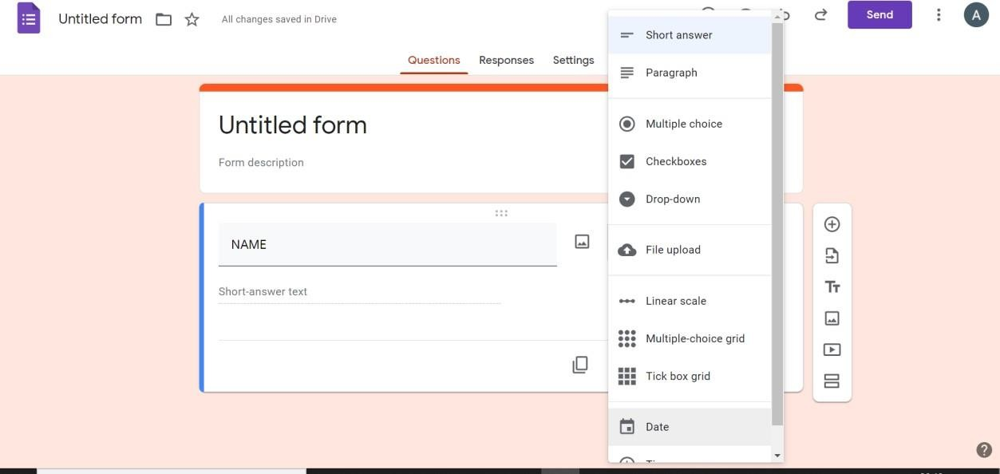 Untitled form
All changes saved in Drive
Send
A
Questions Responses Settings
Untitled form
Form description
NAME
Short-answer text
Short answer
Paragraph
Multiple choice
Checkboxes
Drop-down
File upload
Linear scale
Multiple-choice grid
Tick box grid
Date
Tт
?